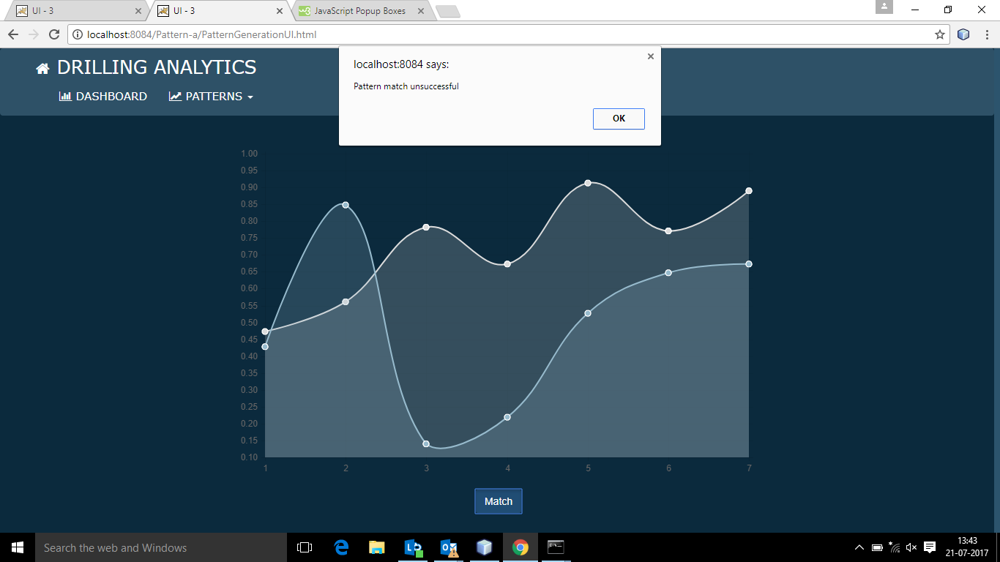 UI - 3
UI - 3
JavaScript Popup Boxes
localhost:8084/Pattern-a/PatternGenerationUI.html
DRILLING ANALYTICS
DASHBOARD
PATTERNS
localhost:8084 says:
Pattern match unsuccessful
OK
1.00
0.95
0.90
0.85
0.80
0.75
0.70
0.65
0.60
0.55
0.50
0.45
0.40
0.35
0.30
0.25
0.20
0.15
0.10
1 2 3 4 5 6 7
Match
Search the web and Windows
13:43
21-07-2017